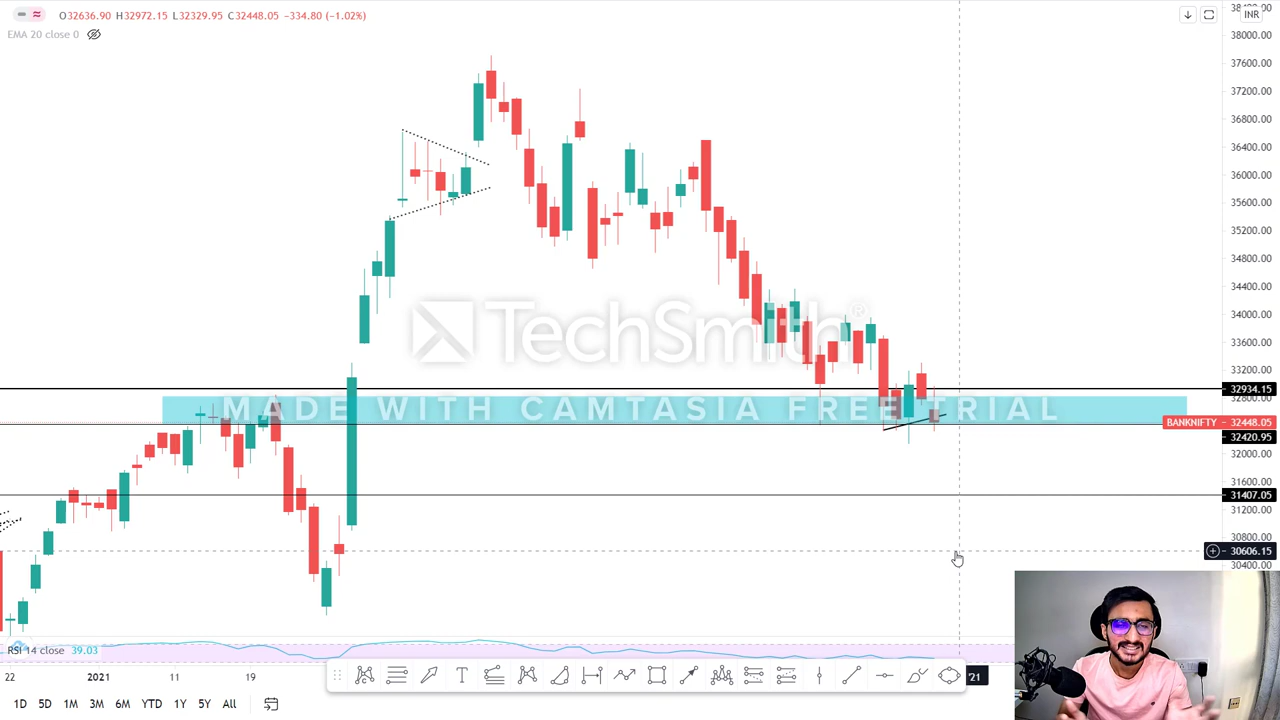 O32636.90 H32972.15 L32329.95 C32448.05 -334.80 (-1.02%)
EMA 20 close 0
INR
38000.00
37600.00
37200.00
36800.00
36400.00
36000.00
35600.00
35200.00
34800.00
34400.00
34000.00
33600.00
33200.00
32934.15
32800.00
BANKNIFTY 32448.05
32420.95
32000.00
31600.00
31407.05
31200.00
30800.00
30606.15
30400.00
TechSmith®
MADE WITH CAMTASIA FREE TRIAL
RSI 14 close 39.03
22 2021 11 19 '21
1D 5D 1M 3M 6M YTD 1Y 5Y All